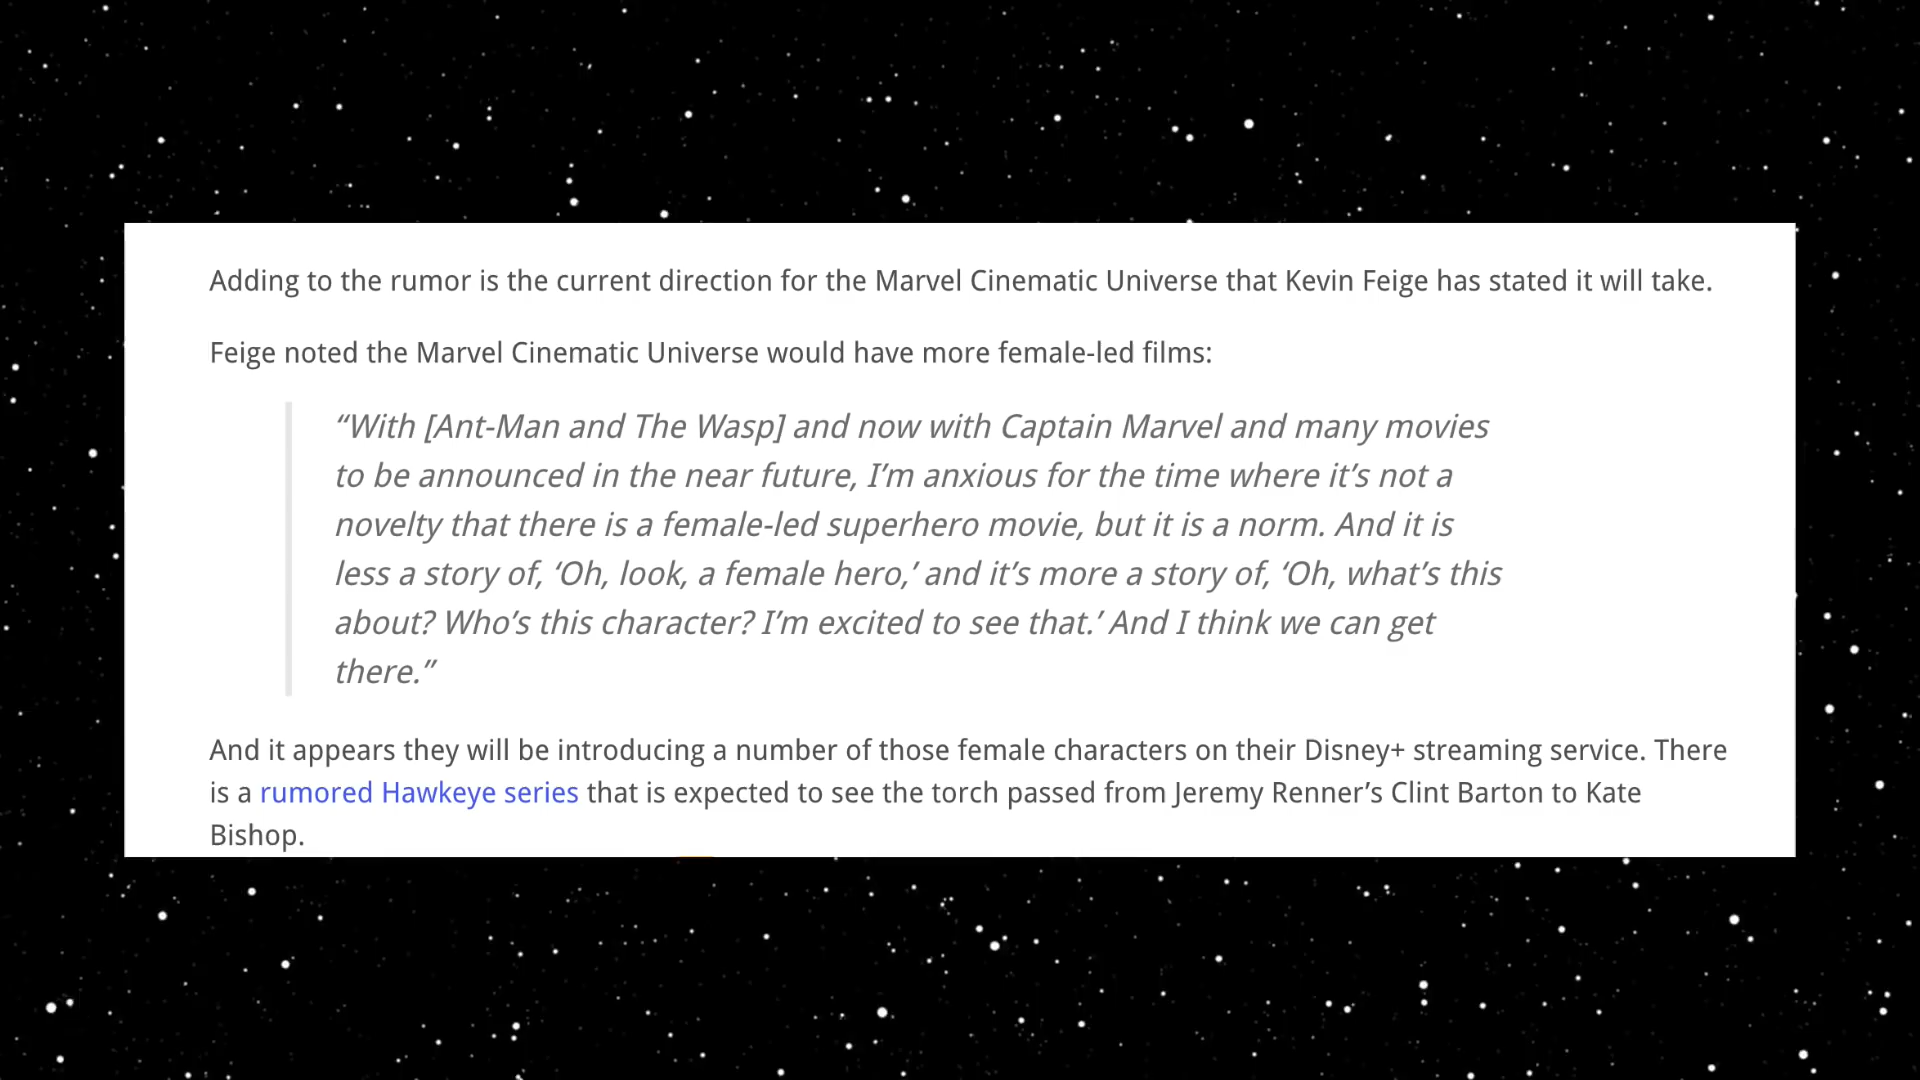 Adding to the rumor is the current direction for the Marvel Cinematic Universe that Kevin Feige has stated it will take.
Feige noted the Marvel Cinematic Universe would have more female-led films:
“With [Ant-Man and The Wasp] and now with Captain Marvel and many movies
to be announced in the near future, I’m anxious for the time where it’s not a
novelty that there is a female-led superhero movie, but it is a norm. And it is
less a story of, ‘Oh, look, a female hero,’ and it’s more a story of, ‘Oh, what’s this
about? Who’s this character? I’m excited to see that.’ And I think we can get
there.”
And it appears they will be introducing a number of those female characters on their Disney+ streaming service. There
is a rumored Hawkeye series that is expected to see the torch passed from Jeremy Renner’s Clint Barton to Kate
Bishop.